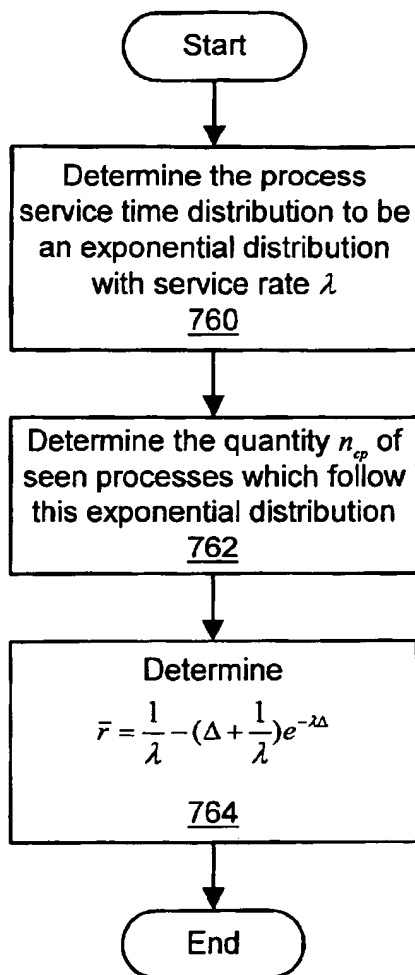 Start
Determine the process
service time distribution to be
an exponential distribution
with service rate λ
760
Determine the quantity n_cp of
seen processes which follow
this exponential distribution
762
Determine
r̄ = 1/λ − (Δ + 1/λ)e^{−λΔ}
764
End